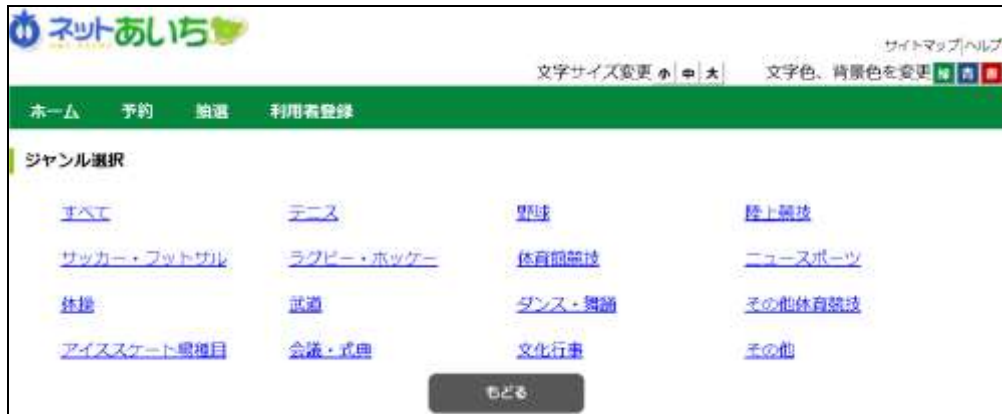 ネットあいち
サイトマップ|ヘルプ
文字サイズ変更 小 中 大 文字色、背景色を変更 緑 青
ホーム 予約 抽選 利用者登録
ジャンル選択
すべて テニス 野球 陸上競技
サッカー・フットサル ラグビー・ホッケー 体育館競技 ニュースポーツ
体操 武道 ダンス・舞踊 その他体育競技
アイススケート場種目 会議・式典 文化行事 その他
もどる